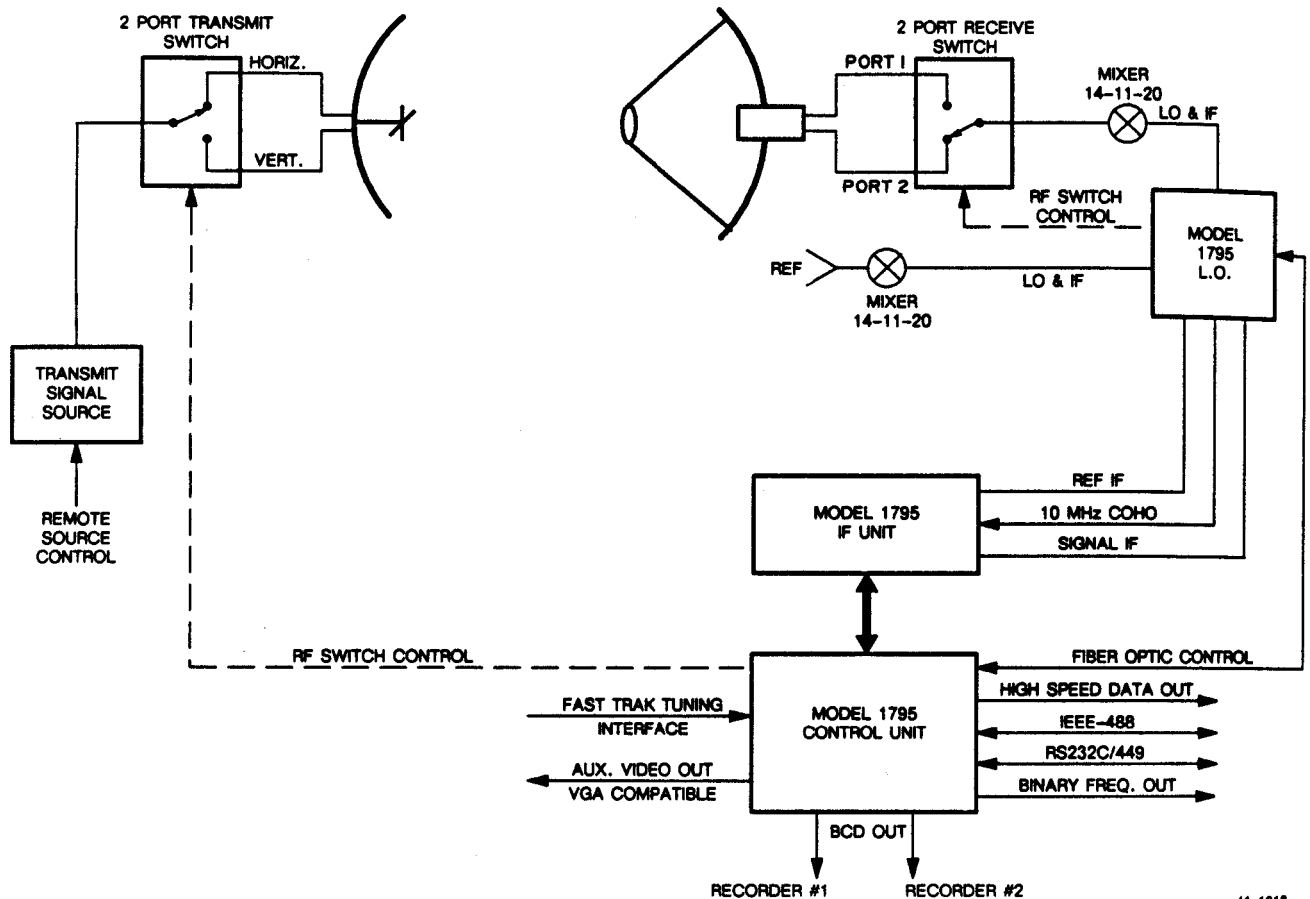 2 PORT TRANSMIT
SWITCH
HORIZ.
VERT.
2 PORT RECEIVE
SWITCH
PORT 1
PORT 2
MIXER
14-11-20
LO & IF
RF SWITCH
CONTROL
MODEL
1795
L.O.
REF
LO & IF
MIXER
14-11-20
TRANSMIT
SIGNAL
SOURCE
REMOTE
SOURCE
CONTROL
MODEL 1795
IF UNIT
REF IF
10 MHz COHO
SIGNAL IF
RF SWITCH CONTROL
FIBER OPTIC CONTROL
FAST TRAK TUNING
INTERFACE
MODEL 1795
CONTROL UNIT
HIGH SPEED DATA OUT
IEEE-488
RS232C/449
BINARY FREQ. OUT
AUX. VIDEO OUT
VGA COMPATIBLE
BCD OUT
RECORDER #1
RECORDER #2